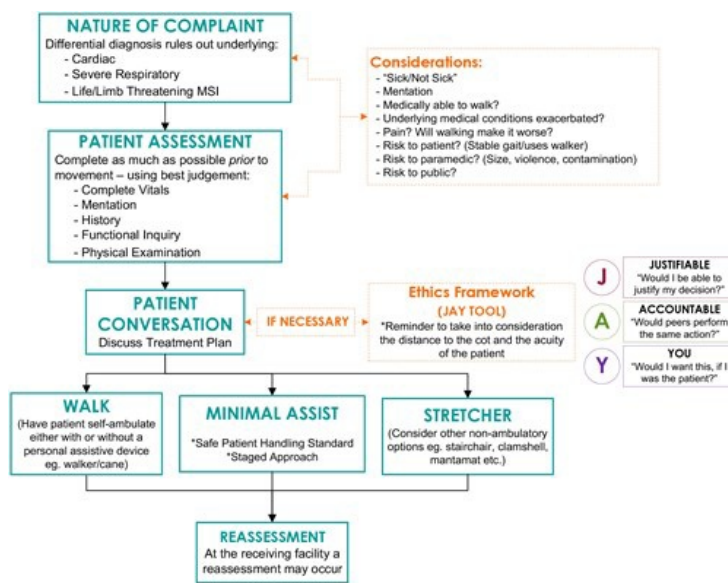 NATURE OF COMPLAINT
Differential diagnosis rules out underlying:
- Cardiac
- Severe Respiratory
- Life/Limb Threatening MSI
Considerations:
- “Sick/Not Sick”
- Mentation
- Medically able to walk?
- Underlying medical conditions exacerbated?
- Pain? Will walking make it worse?
- Risk to patient? (Stable gait/uses walker)
- Risk to paramedic? (Size, violence, contamination)
- Risk to public?
PATIENT ASSESSMENT
Complete as much as possible prior to
movement – using best judgement:
- Complete Vitals
- Mentation
- History
- Functional Inquiry
- Physical Examination
PATIENT
CONVERSATION
Discuss Treatment Plan
IF NECESSARY
Ethics Framework
(JAY TOOL)
*Reminder to take into consideration
the distance to the cot and the acuity
of the patient
J
JUSTIFIABLE
“Would I be able to
justify my decision?”
A
ACCOUNTABLE
“Would peers perform
the same action?”
Y
YOU
“Would I want this, if I
was the patient?”
WALK
(Have patient self-ambulate
either with or without a
personal assistive device
eg. walker/cane)
MINIMAL ASSIST
*Safe Patient Handling Standard
*Staged Approach
STRETCHER
(Consider other non-ambulatory
options eg. stairchair, clamshell,
mantamat etc.)
REASSESSMENT
At the receiving facility a
reassessment may
occur